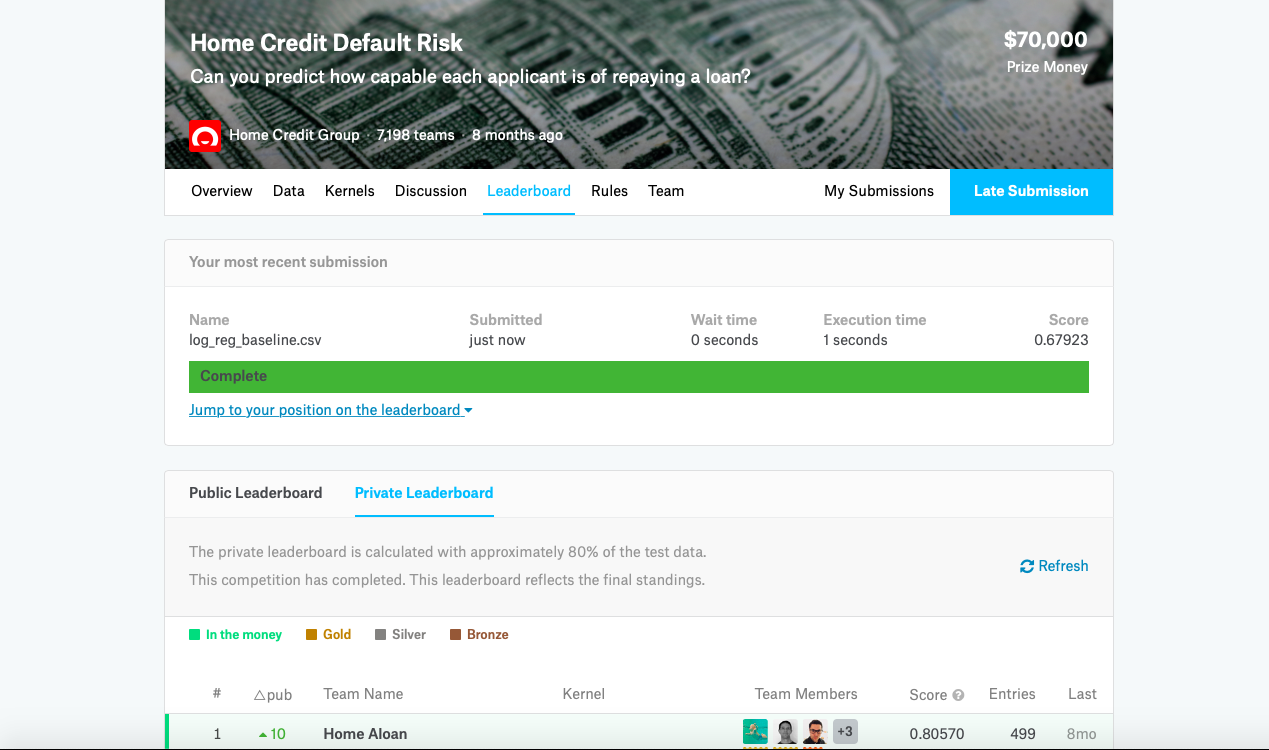 Home Credit Default Risk
$70,000
Can you predict how capable each applicant is of repaying a loan?
Prize Money
Home Credit Group · 7,198 teams · 8 months ago
Overview Data Kernels Discussion Leaderboard Rules Team My Submissions Late Submission
Your most recent submission
Name Submitted Wait time Execution time Score
log_reg_baseline.csv just now 0 seconds 1 seconds 0.67923
Complete
Jump to your position on the leaderboard
Public Leaderboard Private Leaderboard
The private leaderboard is calculated with approximately 80% of the test data.
This competition has completed. This leaderboard reflects the final standings.
Refresh
In the money Gold Silver Bronze
# △pub Team Name Kernel Team Members Score Entries Last
1 10 Home Aloan +3 0.80570 499 8mo